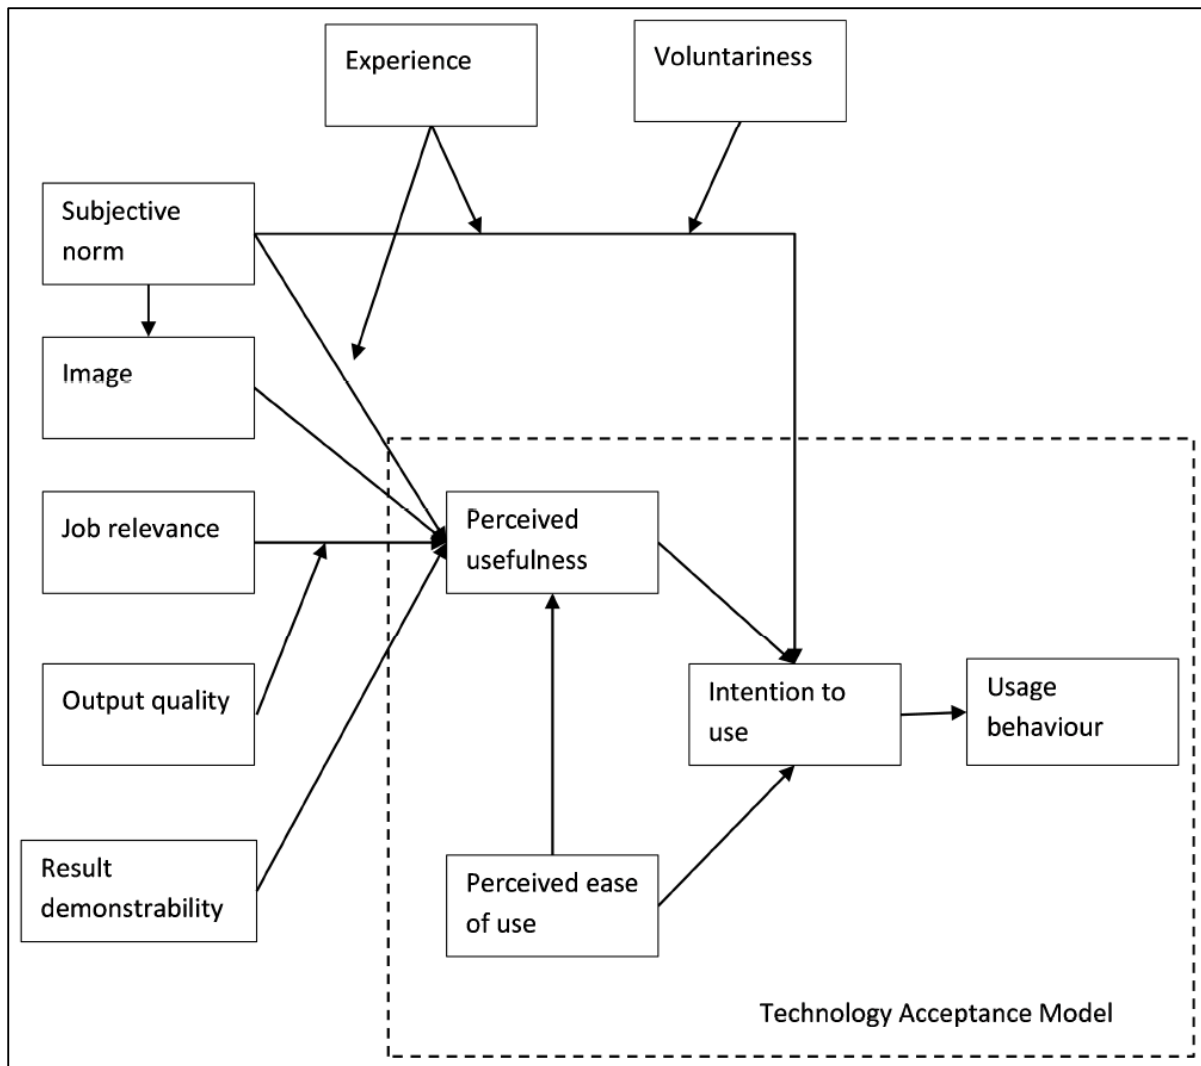 Experience
Voluntariness
Subjective
norm
Image
Job relevance
Perceived
usefulness
Output quality
Intention to
use
Usage
behaviour
Result
demonstrability
Perceived ease
of use
Technology Acceptance Model